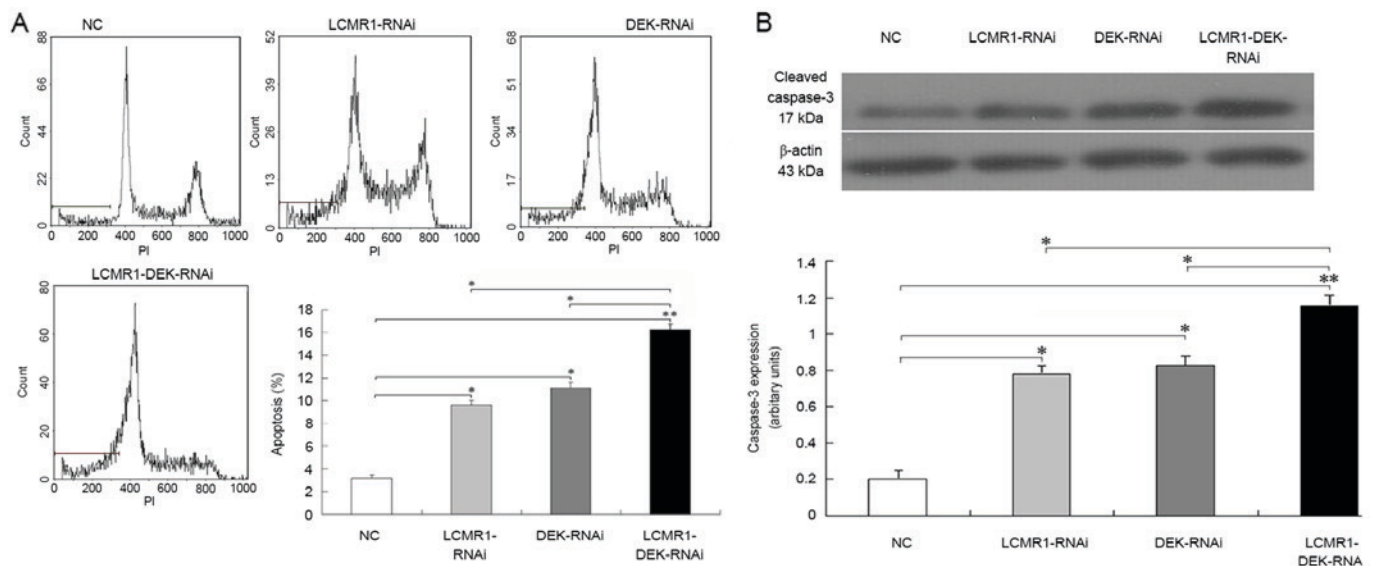 A
NC
LCMR1-RNAi
DEK-RNAi
Count
88
66
44
22
0
0 200 400 600 800 1000
PI
Count
52
39
26
13
0
0 200 400 600 800 1000
PI
Count
68
51
34
17
0
0 200 400 600 800 1000
PI
LCMR1-DEK-RNAi
Count
80
60
40
20
0
0 200 400 600 800 1000
PI
Apoptosis (%)
18
16
14
12
10
8
6
4
2
0
*
*
**
*
*
NC
LCMR1-
RNAi
DEK-RNAi
LCMR1-
DEK-RNAi
B
NC
LCMR1-RNAi
DEK-RNAi
LCMR1-DEK-
RNAi
Cleaved
caspase-3
17 kDa
β-actin
43 kDa
Caspase-3 expression
(arbitary units)
1.4
1.2
1
0.8
0.6
0.4
0.2
0
*
*
**
*
*
NC
LCMR1-RNAi
DEK-RNAi
LCMR1-
DEK-RNA